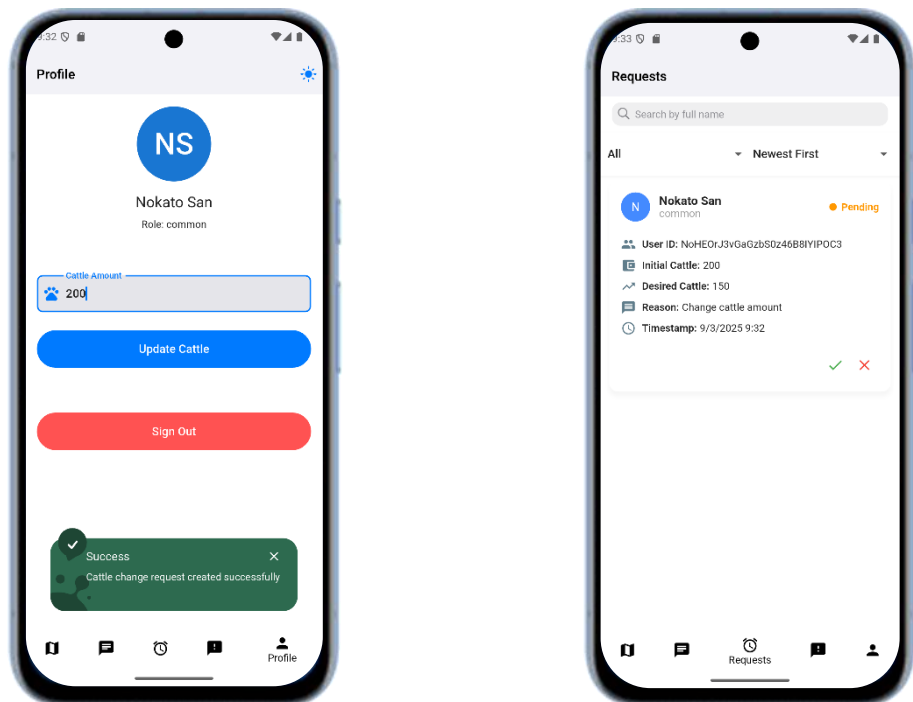 9:32
Profile
NS
Nokato San
Role: common
Cattle Amount
200
Update Cattle
Sign Out
Success
Cattle change request created successfully
Profile
:33
Requests
Search by full name
All
Newest First
N
Nokato San
common
Pending
User ID: NoHEOrJ3vGaGzbS0z46B8IYIPOC3
Initial Cattle: 200
Desired Cattle: 150
Reason: Change cattle amount
Timestamp: 9/3/2025 9:32
Requests